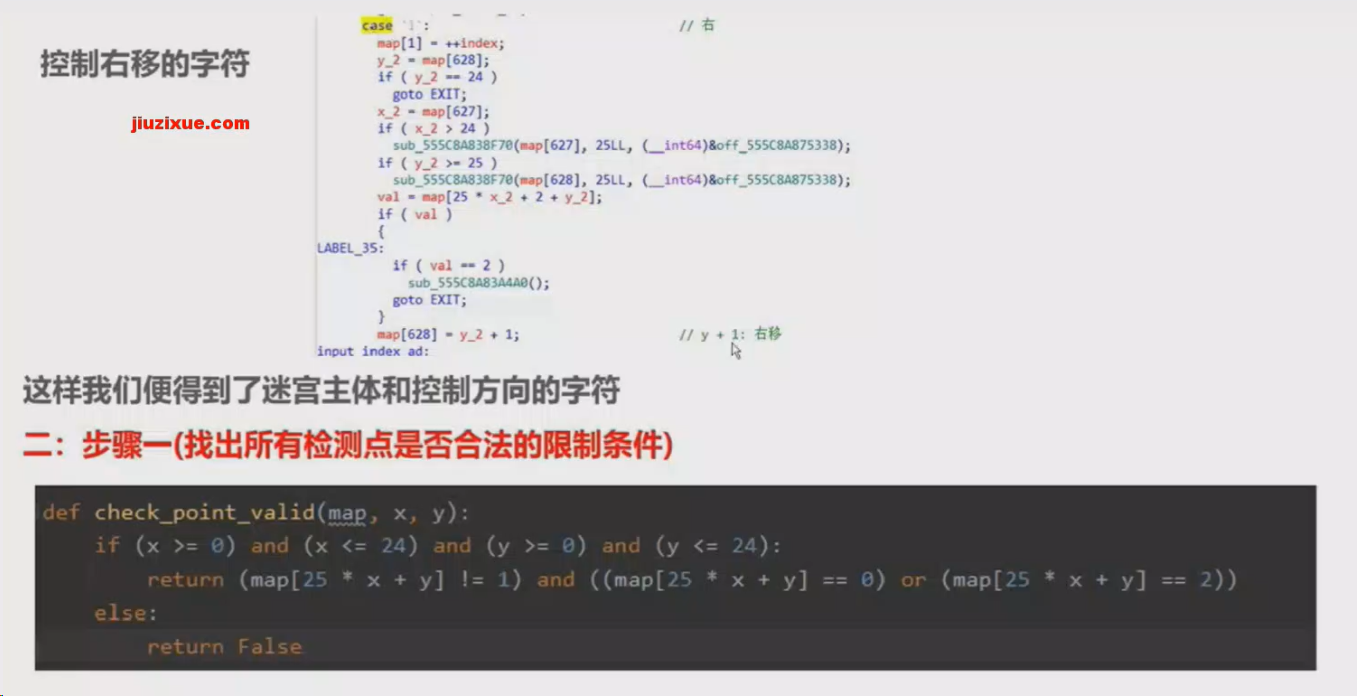 控制右移的字符
jiuzixue.com
case 'l': // 右
map[1] = ++index;
y_2 = map[628];
if ( y_2 == 24 )
goto EXIT;
x_2 = map[627];
if ( x_2 > 24 )
sub_555C8A838F70(map[627], 25LL, (__int64)&off_555C8A875338);
if ( y_2 >= 25 )
sub_555C8A838F70(map[628], 25LL, (__int64)&off_555C8A875338);
val = map[25 * x_2 + 2 + y_2];
if ( val )
{
LABEL_35:
if ( val == 2 )
sub_555C8A83A4A0();
goto EXIT;
}
map[628] = y_2 + 1; // y + 1: 右移
input index ad:
这样我们便得到了迷宫主体和控制方向的字符
二：步骤一(找出所有检测点是否合法的限制条件)
def check_point_valid(map, x, y):
if (x >= 0) and (x <= 24) and (y >= 0) and (y <= 24):
return (map[25 * x + y] != 1) and ((map[25 * x + y] == 0) or (map[25 * x + y] == 2))
else:
return False